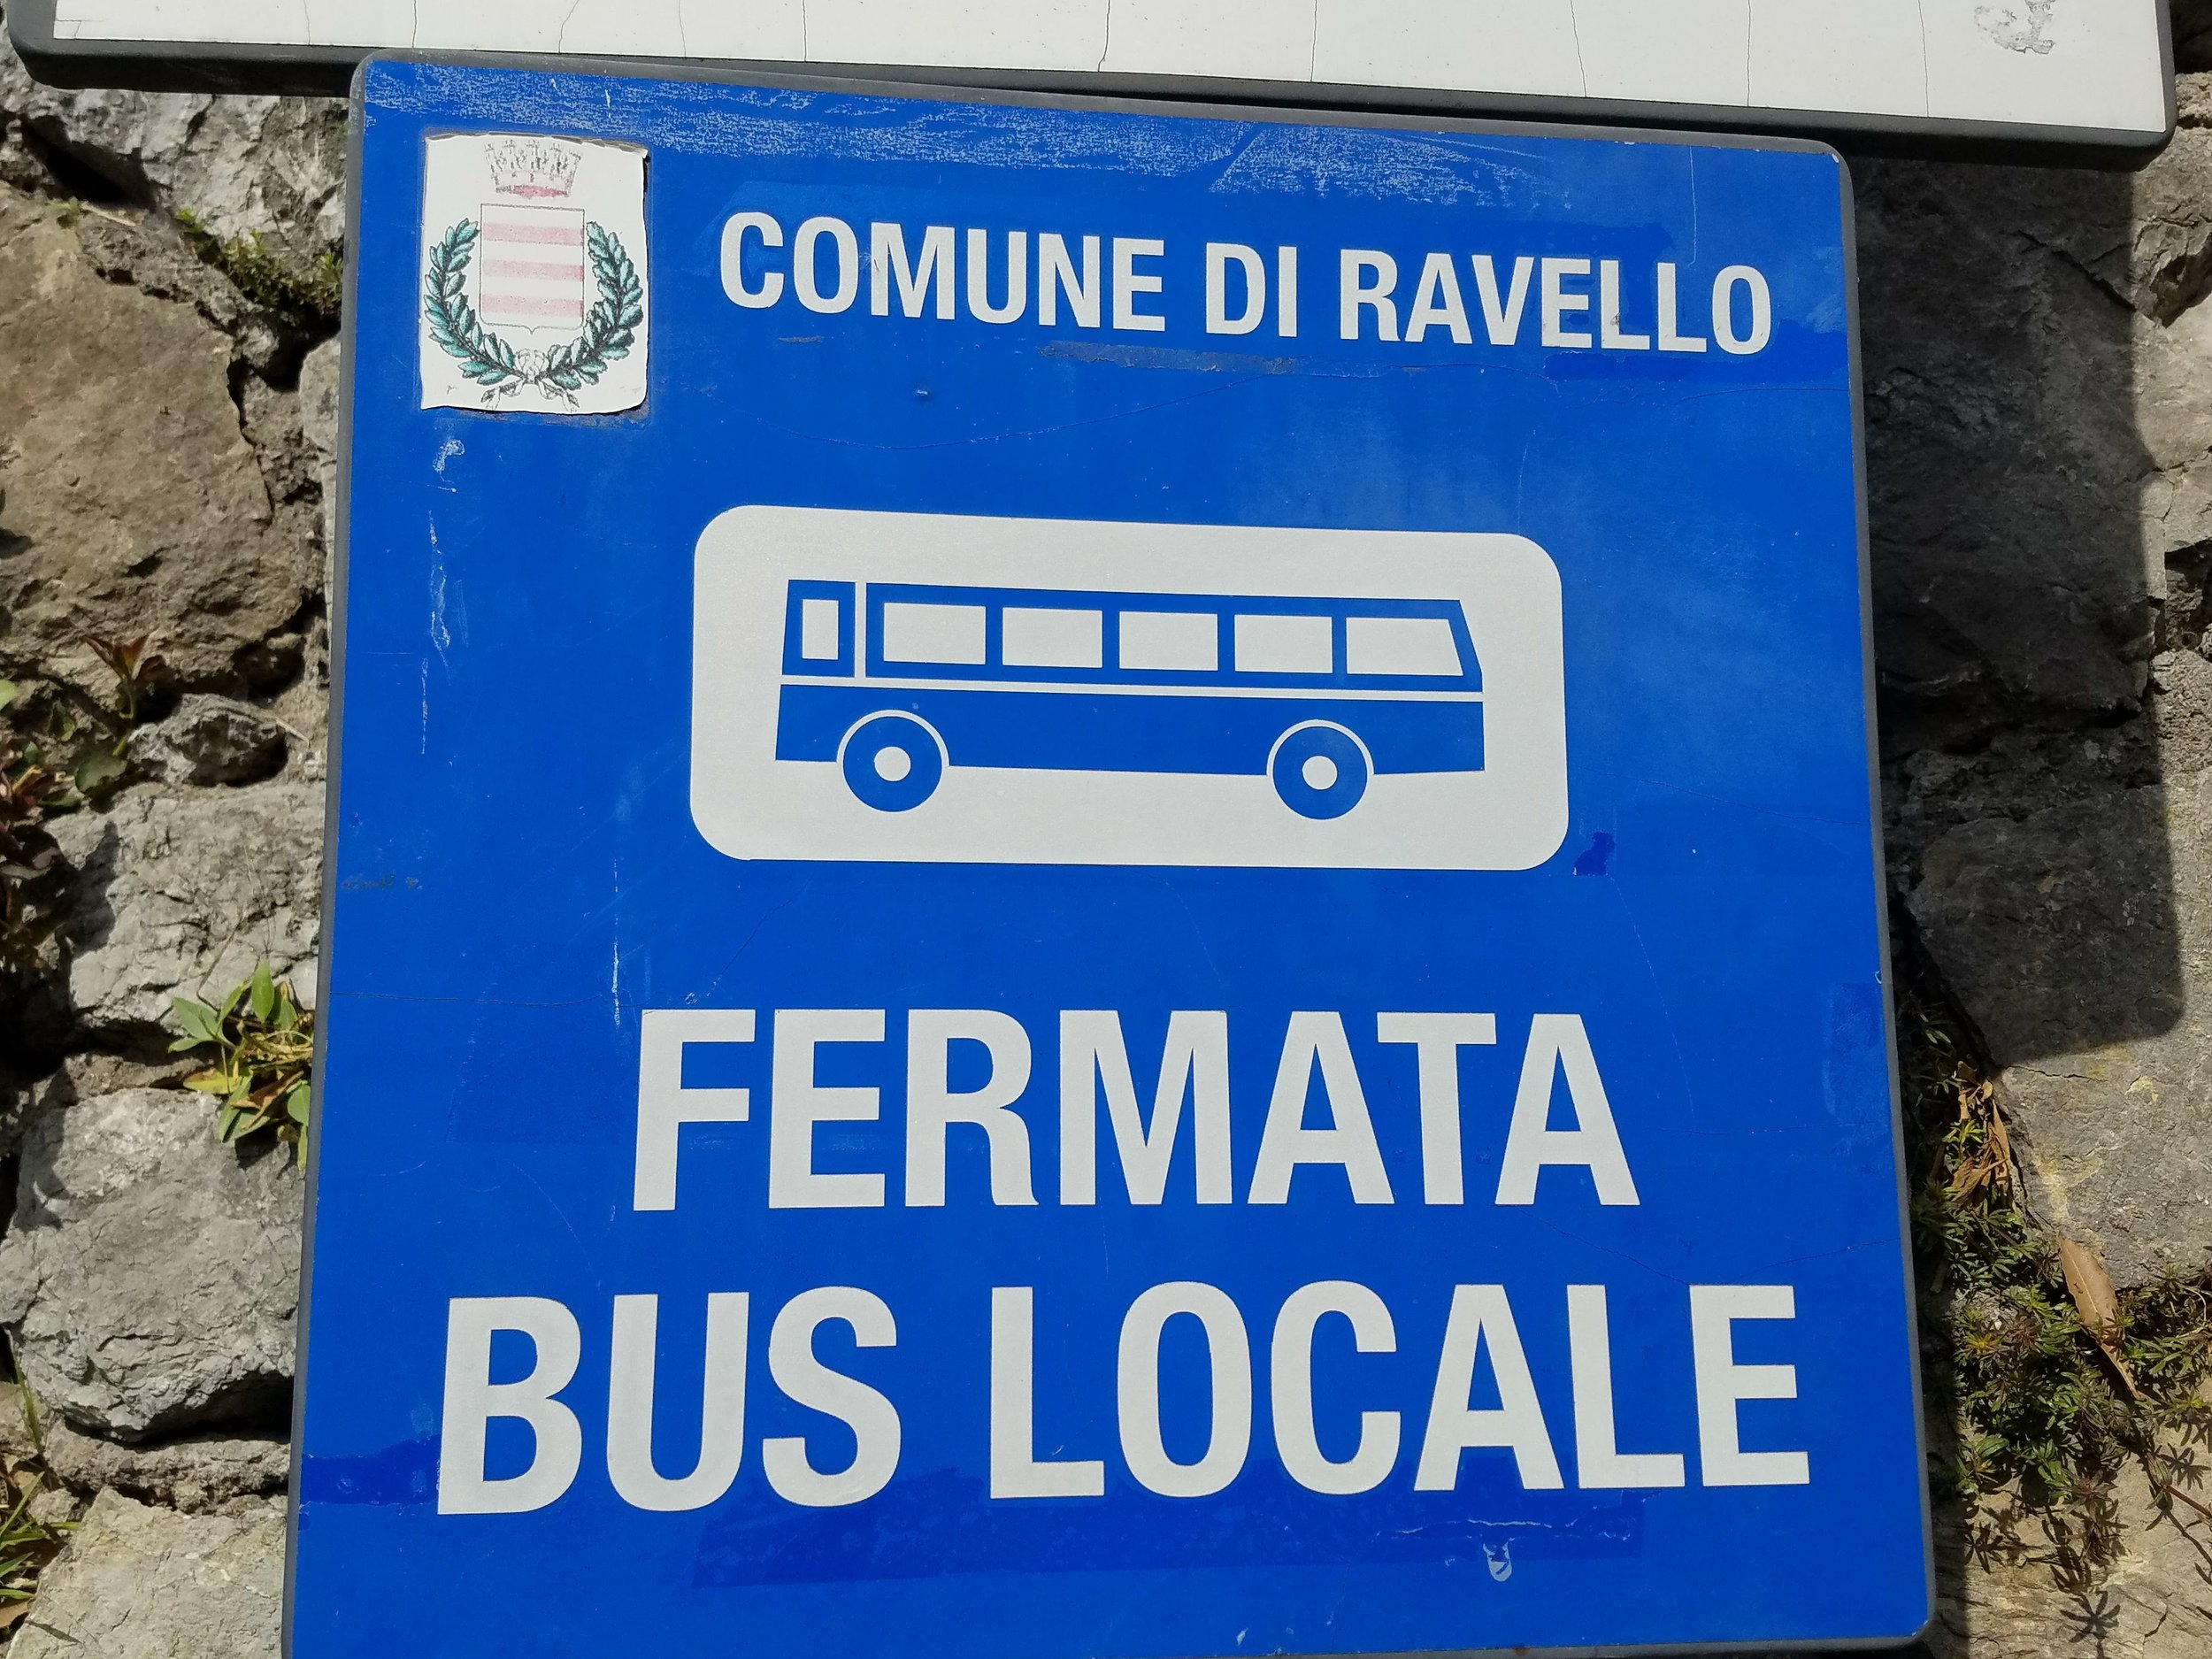 COMUNE DI RAVELLO
FERMATA
BUS LOCALE